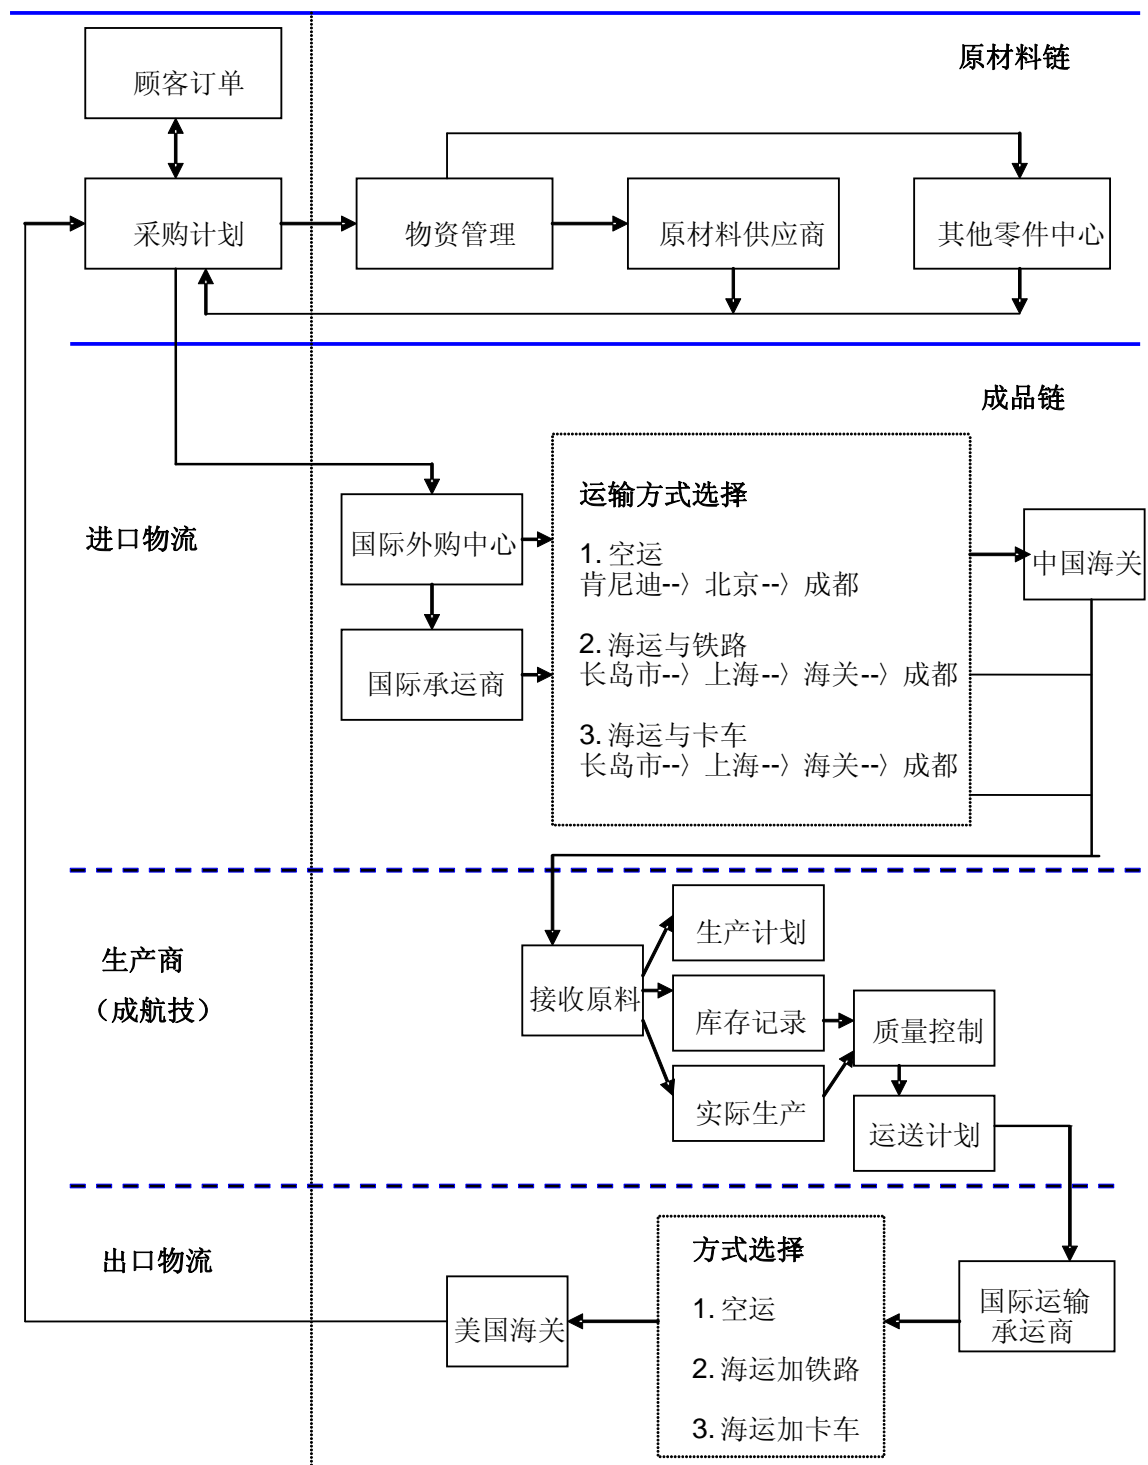 原材料链
顾客订单
采购计划
物资管理
原材料供应商
其他零件中心
成品链
进口物流
国际外购中心
国际承运商
运输方式选择
1. 空运
肯尼迪--〉北京--〉成都
2. 海运与铁路
长岛市--〉上海--〉海关--〉成都
3. 海运与卡车
长岛市--〉上海--〉海关--〉成都
中国海关
生产商
（成航技）
接收原料
生产计划
库存记录
实际生产
质量控制
运送计划
出口物流
美国海关
方式选择
1. 空运
2. 海运加铁路
3. 海运加卡车
国际运输
承运商